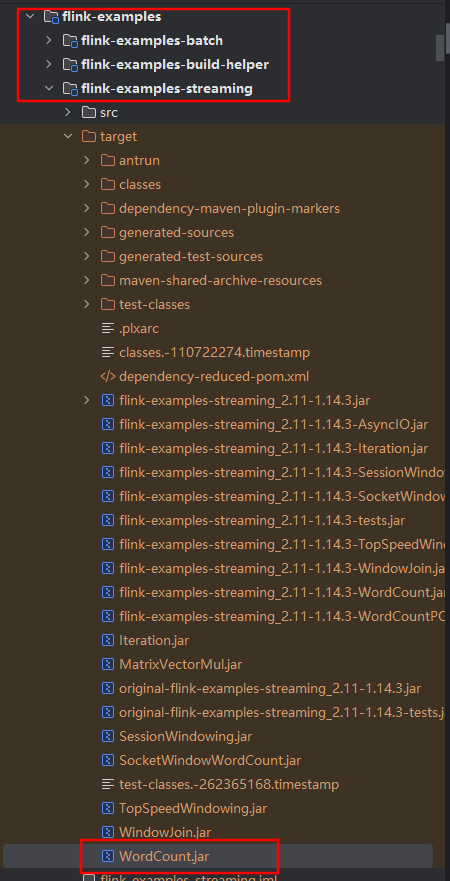 flink-examples
flink-examples-batch
flink-examples-build-helper
flink-examples-streaming
src
target
antrun
classes
dependency-maven-plugin-markers
generated-sources
generated-test-sources
maven-shared-archive-resources
test-classes
.plxarc
classes.-110722274.timestamp
dependency-reduced-pom.xml
flink-examples-streaming_2.11-1.14.3.jar
flink-examples-streaming_2.11-1.14.3-AsyncIO.jar
flink-examples-streaming_2.11-1.14.3-Iteration.jar
flink-examples-streaming_2.11-1.14.3-SessionWindow
flink-examples-streaming_2.11-1.14.3-SocketWindow
flink-examples-streaming_2.11-1.14.3-tests.jar
flink-examples-streaming_2.11-1.14.3-TopSpeedWin
flink-examples-streaming_2.11-1.14.3-WindowJoin.ja
flink-examples-streaming_2.11-1.14.3-WordCount.jar
flink-examples-streaming_2.11-1.14.3-WordCountPO
Iteration.jar
MatrixVectorMul.jar
original-flink-examples-streaming_2.11-1.14.3.jar
original-flink-examples-streaming_2.11-1.14.3-tests.ja
SessionWindowing.jar
SocketWindowWordCount.jar
test-classes.-262365168.timestamp
TopSpeedWindowing.jar
WindowJoin.jar
WordCount.jar
flink-examples-streaming.iml